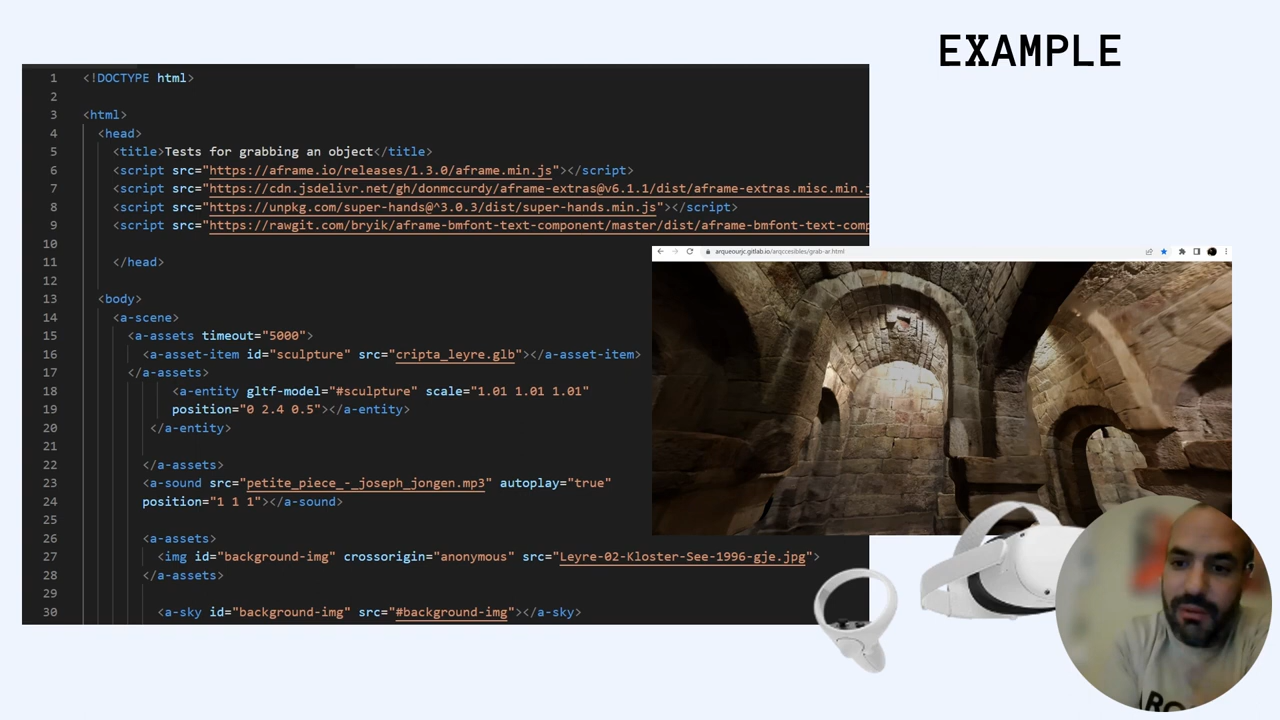 EXAMPLE
1 <!DOCTYPE html>
2
3 <html>
4 <head>
5 <title>Tests for grabbing an object</title>
6 <script src="https://aframe.io/releases/1.3.0/aframe.min.js"></script>
7 <script src="https://cdn.jsdelivr.net/gh/donmccurdy/aframe-extras@v6.1.1/dist/aframe-extras.misc.min.j
8 <script src="https://unpkg.com/super-hands@^3.0.3/dist/super-hands.min.js"></script>
9 <script src="https://rawgit.com/bryik/aframe-bmfont-text-component/master/dist/aframe-bmfont-text-comp
10
11 </head>
12
13 <body>
14 <a-scene>
15 <a-assets timeout="5000">
16 <a-asset-item id="sculpture" src="cripta_leyre.glb"></a-asset-item>
17 </a-assets>
18 <a-entity gltf-model="#sculpture" scale="1.01 1.01 1.01"
19 position="0 2.4 0.5"></a-entity>
20 </a-entity>
21
22 </a-assets>
23 <a-sound src="petite_piece_-_joseph_jongen.mp3" autoplay="true"
24 position="1 1 1"></a-sound>
25
26 <a-assets>
27 <img id="background-img" crossorigin="anonymous" src="Leyre-02-Kloster-See-1996-gje.jpg">
28 </a-assets>
29
30 <a-sky id="background-img" src="#background-img"></a-sky>
arqueourjc.gitlab.io/arqccesibles/grab-ar.html